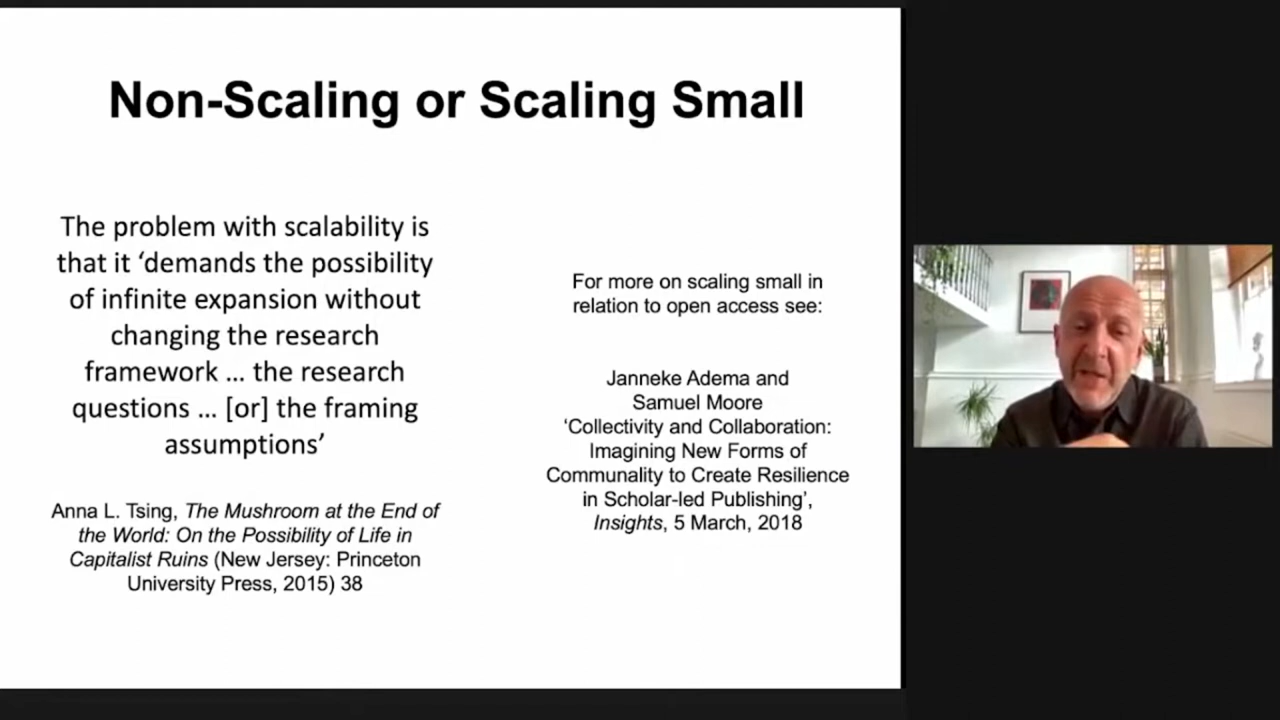 Non-Scaling or Scaling Small
The problem with scalability is
that it ‘demands the possibility
of infinite expansion without
changing the research
framework ... the research
questions ... [or] the framing
assumptions’
Anna L. Tsing, The Mushroom at the End of
the World: On the Possibility of Life in
Capitalist Ruins (New Jersey: Princeton
University Press, 2015) 38
For more on scaling small in
relation to open access see:
Janneke Adema and
Samuel Moore
‘Collectivity and Collaboration:
Imagining New Forms of
Communality to Create Resilience
in Scholar-led Publishing’,
Insights, 5 March, 2018